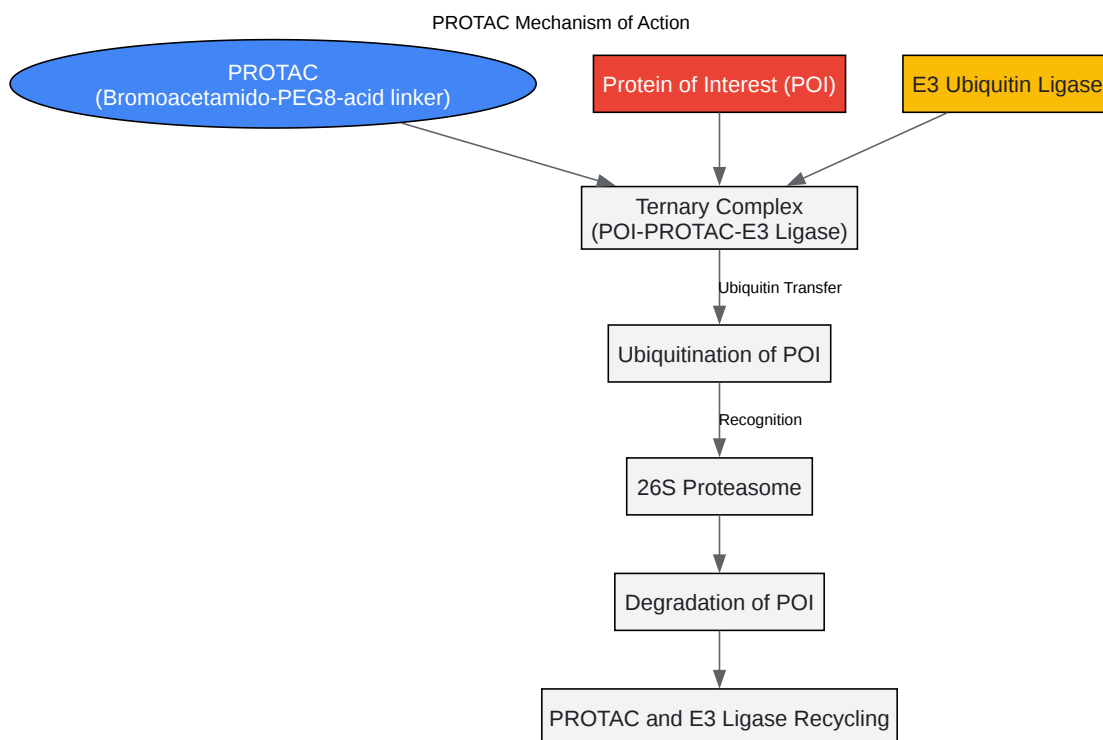 PROTAC Mechanism of Action
PROTAC
(Bromoacetamido-PEG8-acid linker)
Protein of Interest (POI)
E3 Ubiquitin Ligase
Ternary Complex
(POI-PROTAC-E3 Ligase)
Ubiquitin Transfer
Ubiquitination of POI
Recognition
26S Proteasome
Degradation of POI
PROTAC and E3 Ligase Recycling